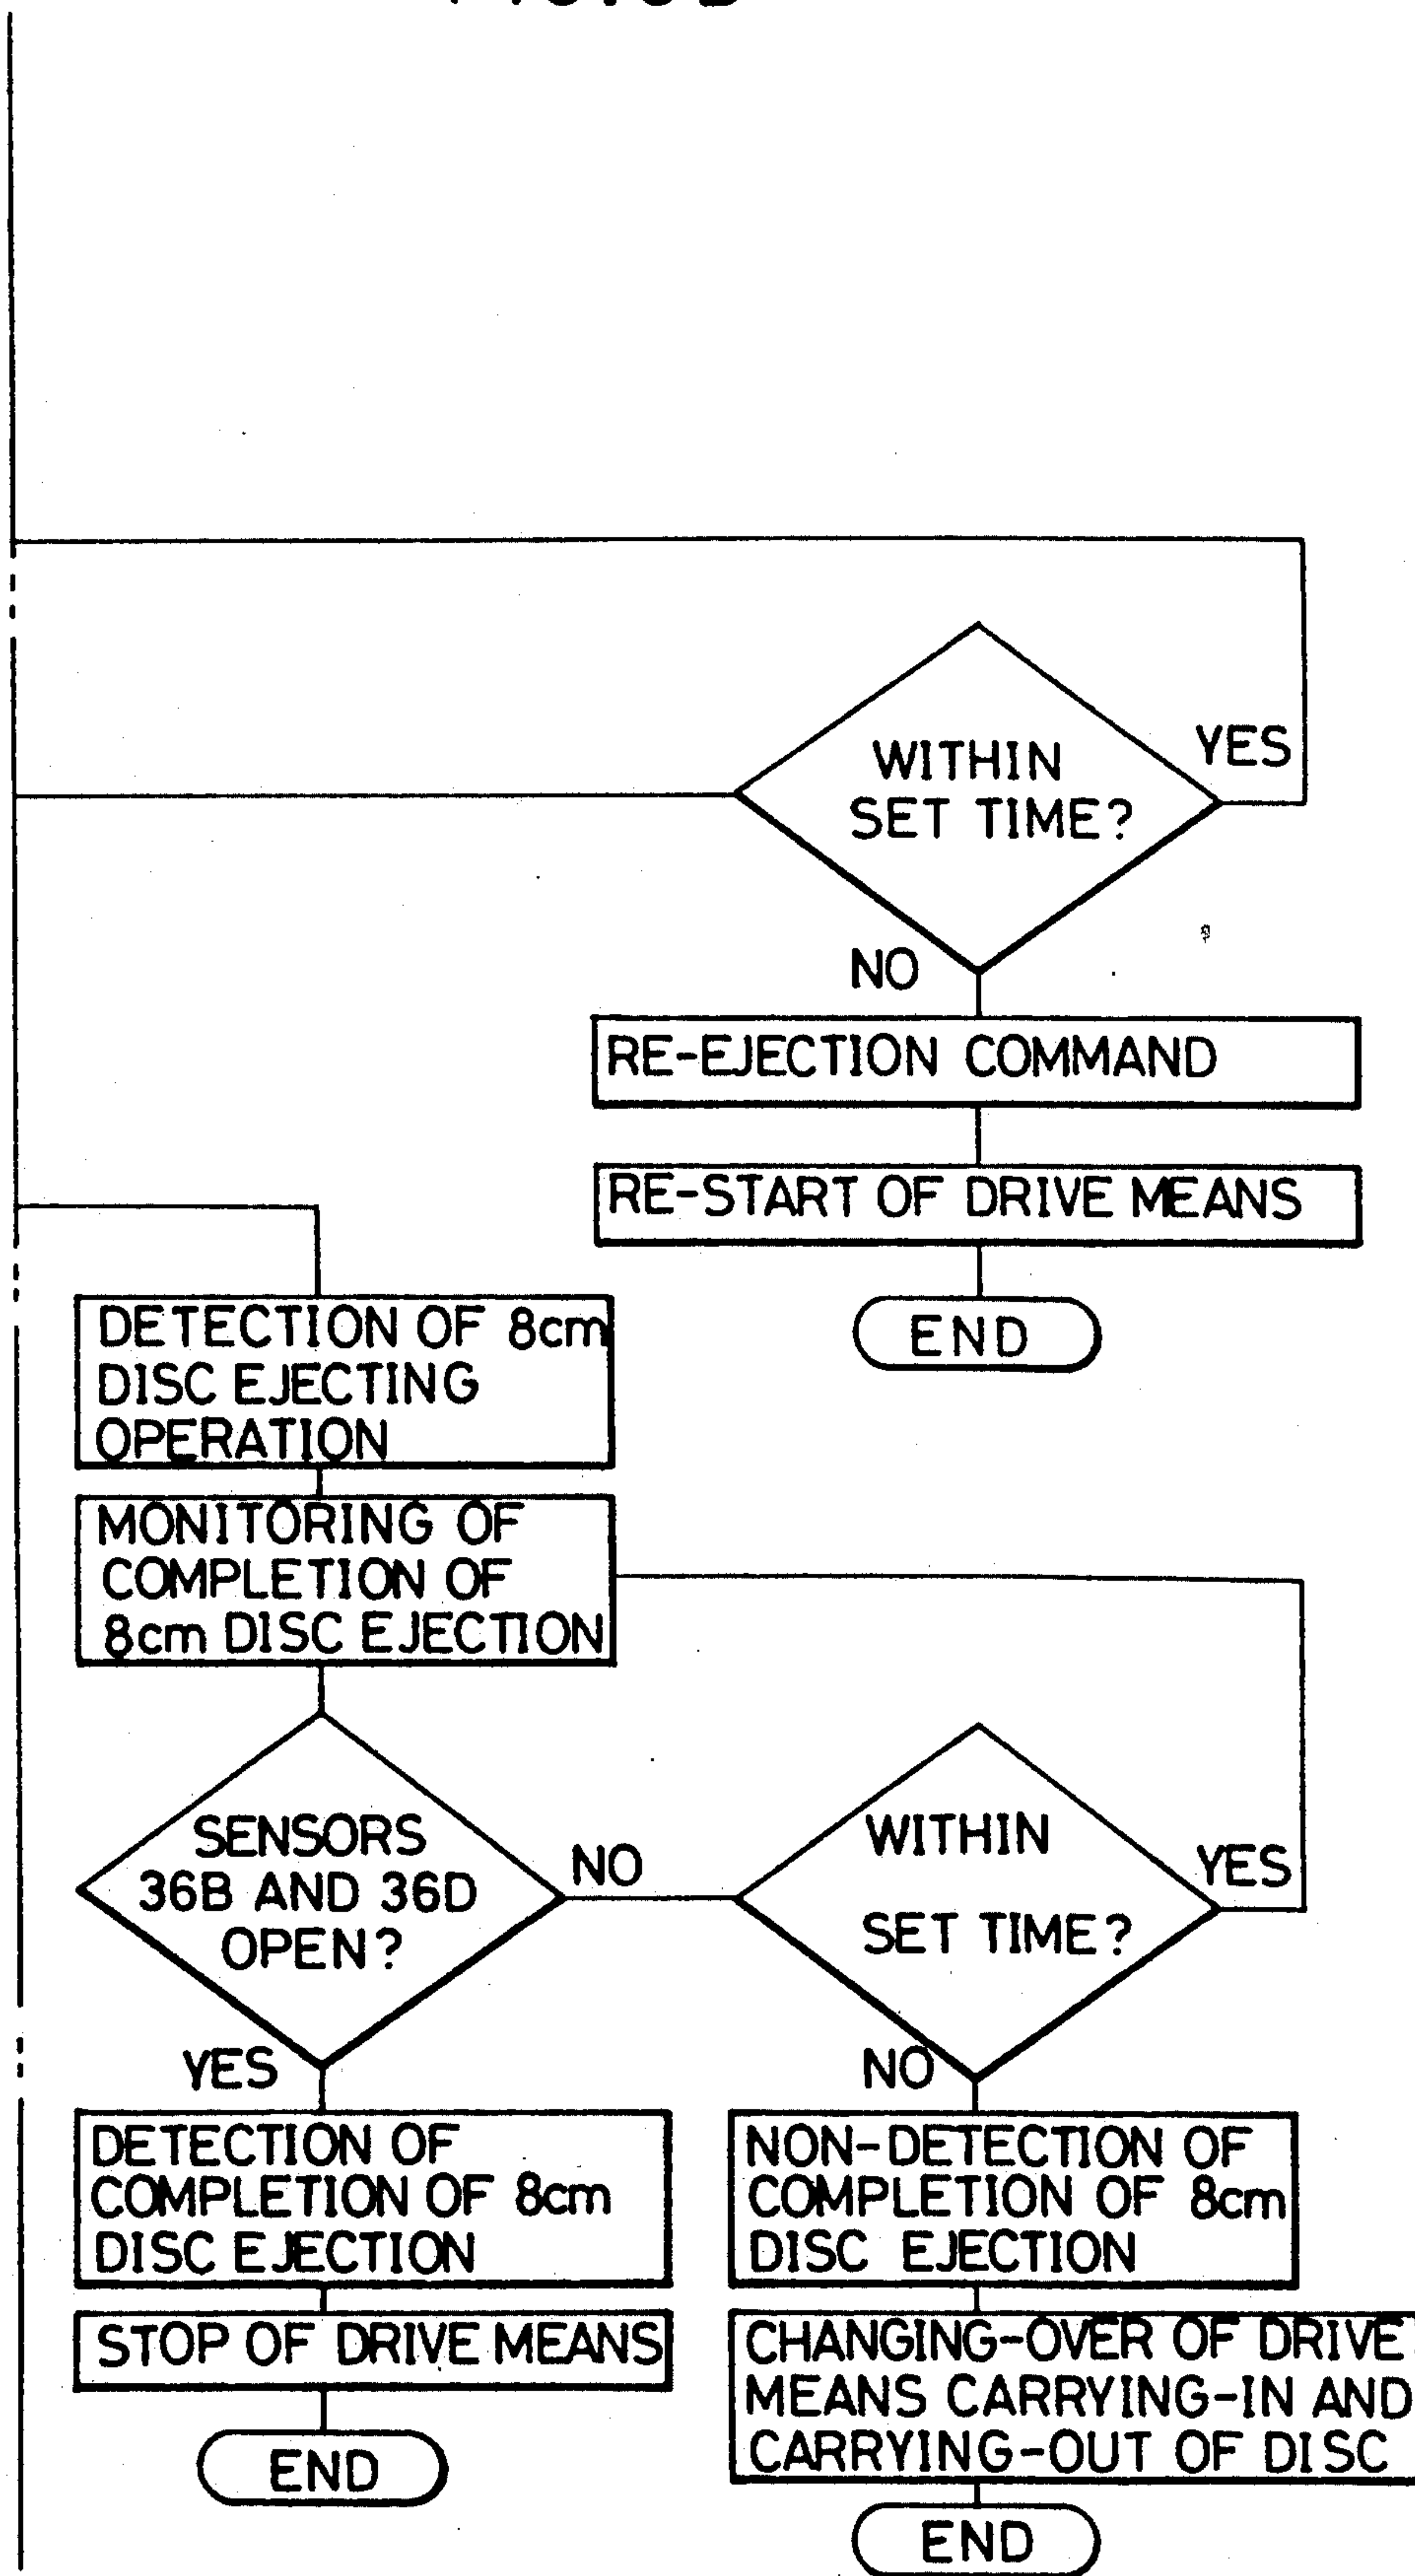 WITHIN
SET TIME?
YES
NO
RE-EJECTION COMMAND
RE-START OF DRIVE MEANS
END
DETECTION OF 8cm
DISC EJECTING
OPERATION
MONITORING OF
COMPLETION OF
8cm DISC EJECTION
SENSORS
36B AND 36D
OPEN?
NO
YES
WITHIN
SET TIME?
YES
NO
DETECTION OF
COMPLETION OF 8cm
DISC EJECTION
STOP OF DRIVE MEANS
END
NON-DETECTION OF
COMPLETION OF 8cm
DISC EJECTION
CHANGING-OVER OF DRIVE
MEANS CARRYING-IN AND
CARRYING-OUT OF DISC
END